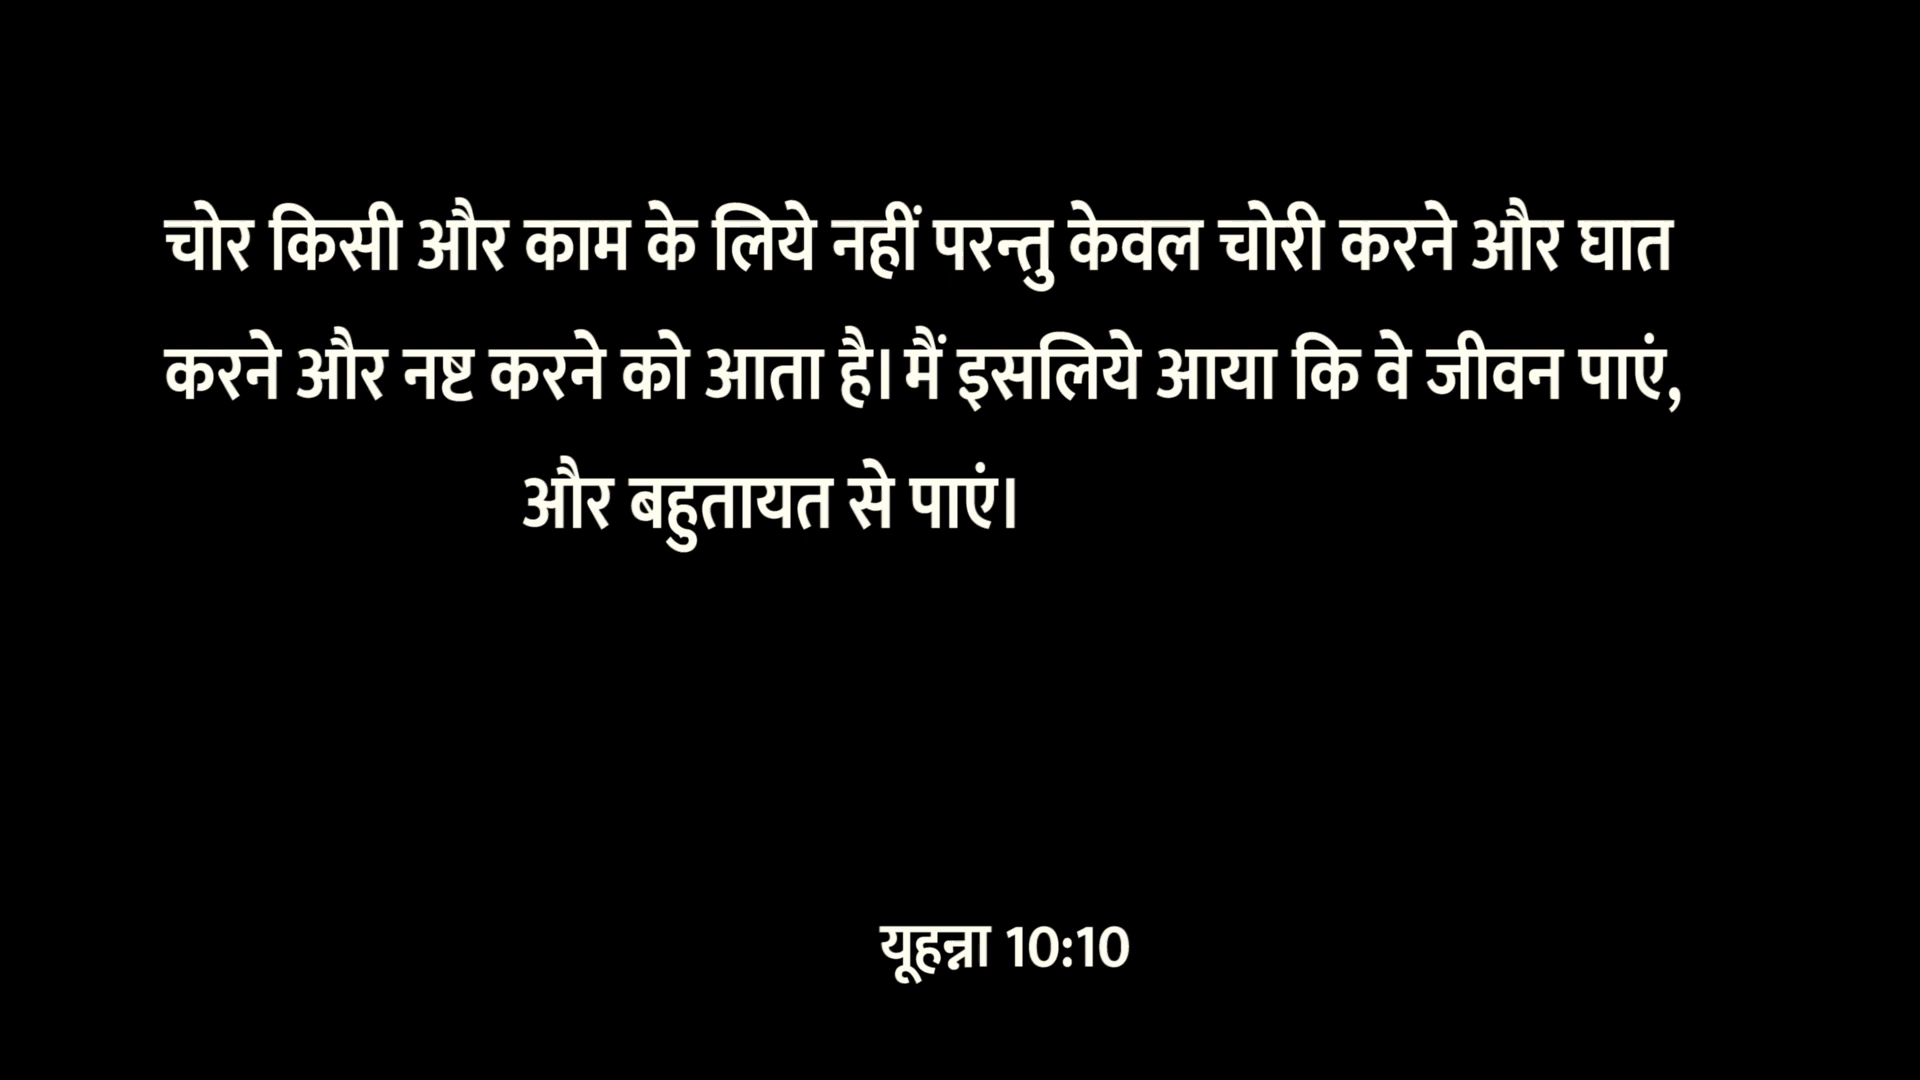 चोर किसी और काम के लिये नहीं परन्तु केवल चोरी करने और घात
करने और नष्ट करने को आता है। मैं इसलिये आया कि वे जीवन पाएं,
और बहुतायत से पाएं।
यूहन्ना 10:10